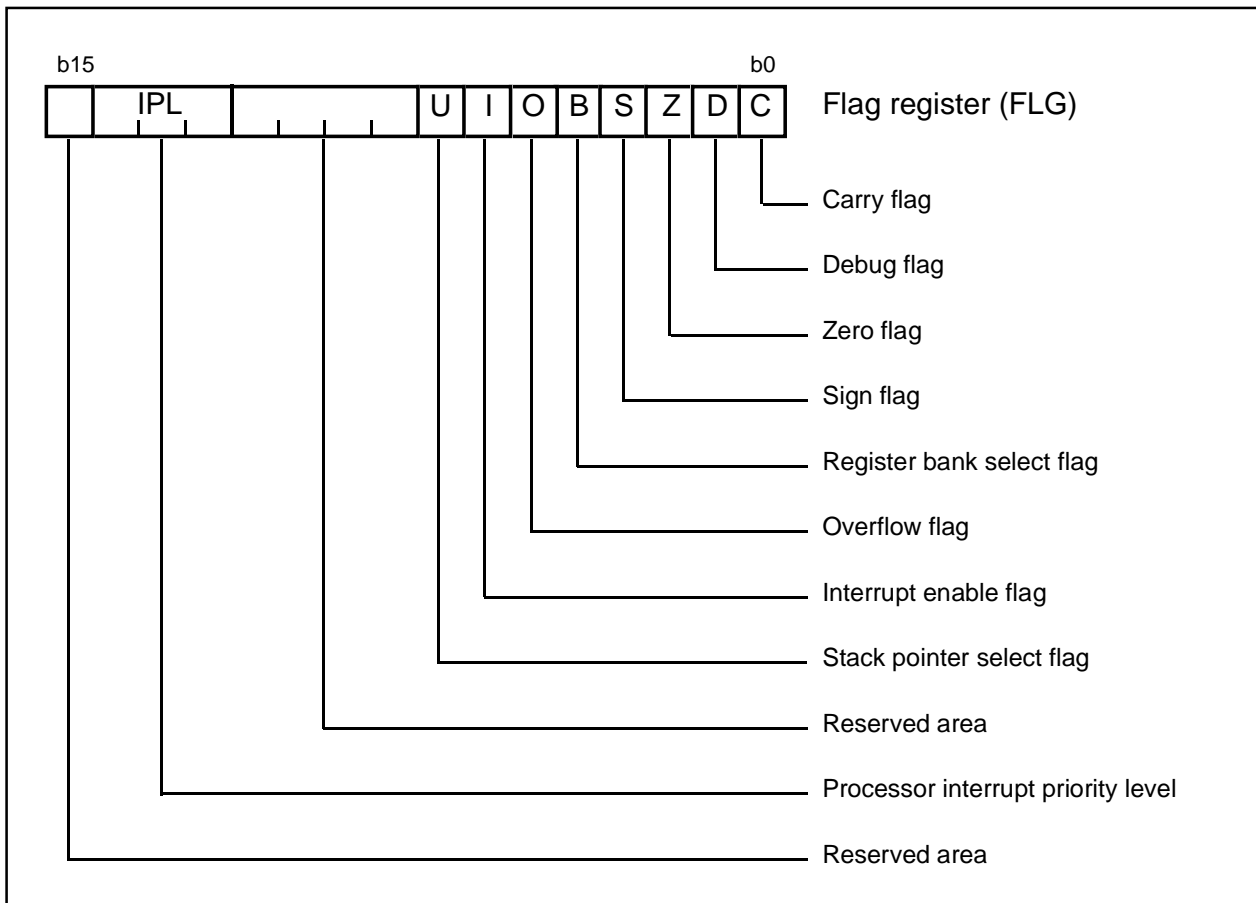 b15 b0
IPL U I O B S Z D C Flag register (FLG)
Carry flag
Debug flag
Zero flag
Sign flag
Register bank select flag
Overflow flag
Interrupt enable flag
Stack pointer select flag
Reserved area
Processor interrupt priority level
Reserved area